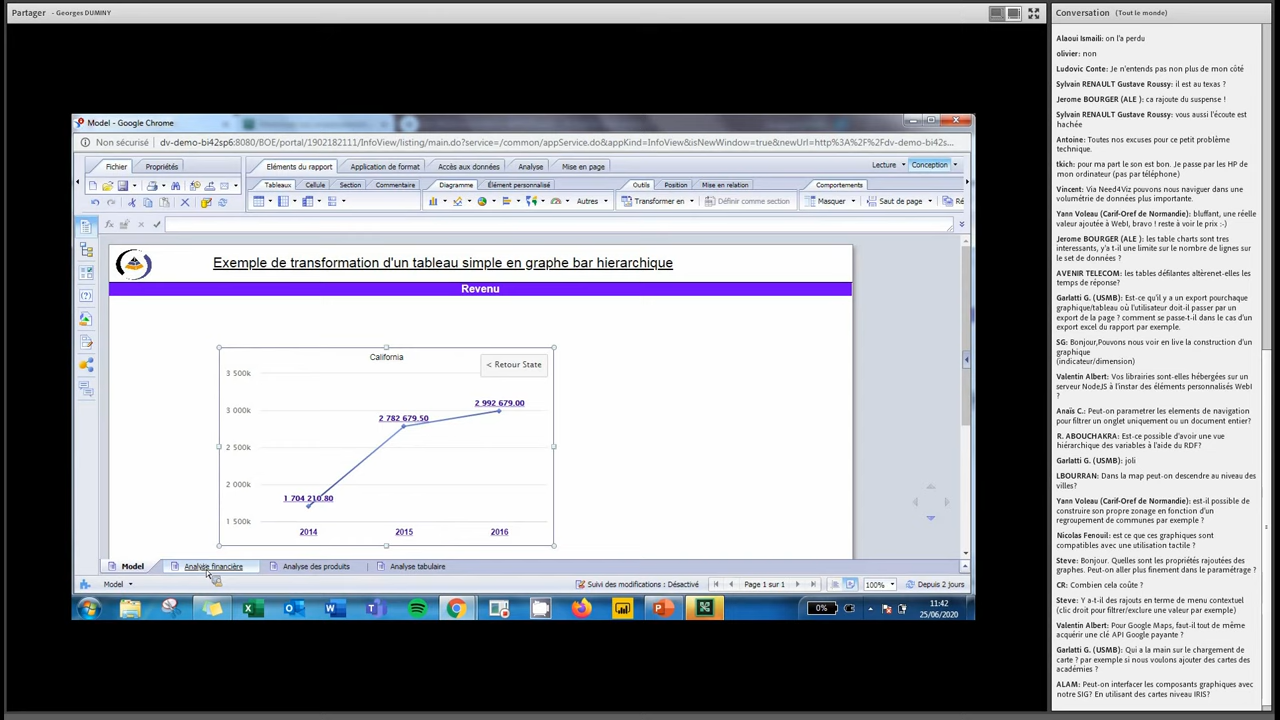 Partager - Georges DUMINY
Model - Google Chrome
Non sécurisé dv-demo-bi42sp6:8080/BOE/portal/1902182111/InfoView/listing/main.do?service=/common/appService.do&appKind=InfoView&isNewWindow=true&newUrl=http%3A%2F%2Fdv-demo-bi42s...
Fichier Propriétés Eléments du rapport Application de format Accès aux données Analyse Mise en page Lecture Conception
Tableaux Cellule Section Commentaire Diagramme Élément personnalisé Outils Position Mise en relation Comportements
Autres Transformer en Définir comme section Masquer Saut de page Ré
Exemple de transformation d'un tableau simple en graphe bar hierarchique
Revenu
California
< Retour State
3 500k
3 000k
2 500k
2 000k
1 500k
1 704 210.80
2 782 679.50
2 992 679.00
2014 2015 2016
Model Analyse financière Analyse des produits Analyse tabulaire
Model Suivi des modifications : Désactivé Page 1 sur 1 100% Depuis 2 jours
0%
11:42
25/06/2020
Conversation (Tout le monde)
Alaoui Ismaili: on l'a perdu
olivier: non
Ludovic Conte: Je n'entends pas non plus de mon côté
Sylvain RENAULT Gustave Roussy: il est au texas ?
Jerome BOURGER (ALE ): ca rajoute du suspense !
Sylvain RENAULT Gustave Roussy: vous aussi l'écoute est
hachée
Antoine: Toutes nos excuses pour ce petit problème
technique.
tkich: pour ma part le son est bon. Je passe par les HP de
mon ordinateur (pas par téléphone)
Vincent: Via Need4Viz pouvons nous naviguer dans une
volumétrie de données plus importante.
Yann Voleau (Carif-Oref de Normandie): bluffant, une réelle
valeur ajoutée à WebI, bravo ! reste à voir le prix :-)
Jerome BOURGER (ALE ): les table charts sont tres
interessants, y'a t-il une limite sur le nombre de lignes sur
le set de données ?
AVENIR TELECOM: les tables défilantes altèrenet-elles les
temps de réponse?
Garlatti G. (USMB): Est-ce qu'il y a un export pourchaque
graphique/tableau où l'utilisateur doit-il passer par un
export de la page ? comment se passe-t-il dans le cas d'un
export excel du rapport par exemple.
SG: Bonjour,Pouvons nous voir en live la construction d'un
graphique
(indicateur/dimension)
Valentin Albert: Vos librairies sont-elles hébergées sur un
serveur NodeJS à l'instar des éléments personnalisés WebI
?
Anaïs C.: Peut-on parametrer les elements de navigation
pour filtrer un onglet uniquement ou un document entier?
R. ABOUCHAKRA: Est-ce possible d'avoir une vue
hiérarchique des variables à l'aide du RDF?
Garlatti G. (USMB): joli
LBOURRAN: Dans la map peut-on descendre au niveau des
villes?
Yann Voleau (Carif-Oref de Normandie): est-il possible de
construire son propre zonage en fonction d'un
regroupement de communes par exemple ?
Nicolas Fenouil: est ce que ces graphiques sont
compatibles avec une utilisation tactile ?
Steve: Bonjour. Quelles sont les propriétés rajoutées des
graphes. Peut-on aller plus finement dans le paramétrage ?
CR: Combien cela coûte ?
Steve: Y a-t-il des rajouts en terme de menu contextuel
(clic droit pour filtrer/exclure une valeur par exemple)
Valentin Albert: Pour Google Maps, faut-il tout de même
acquérir une clé API Google payante ?
Garlatti G. (USMB): Qui a la main sur le chargement de
carte ? par exemple si nous voulons ajouter des cartes des
académies ?
ALAM: Peut-on interfacer les composants graphiques avec
notre SIG? En utilisant des cartes niveau IRIS?